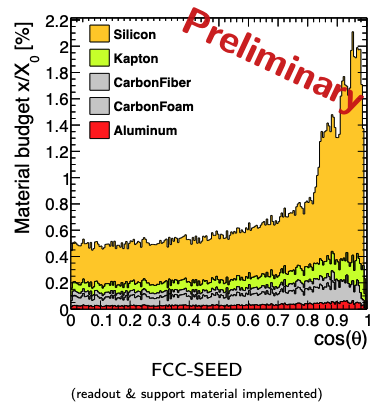 Material budget x/X₀ [%]
2.2
2
1.8
1.6
1.4
1.2
1
0.8
0.6
0.4
0.2
0
Silicon
Kapton
CarbonFiber
CarbonFoam
Aluminum
Preliminary
0 0.1 0.2 0.3 0.4 0.5 0.6 0.7 0.8 0.9 1
cos(θ)
FCC-SEED
(readout & support material implemented)